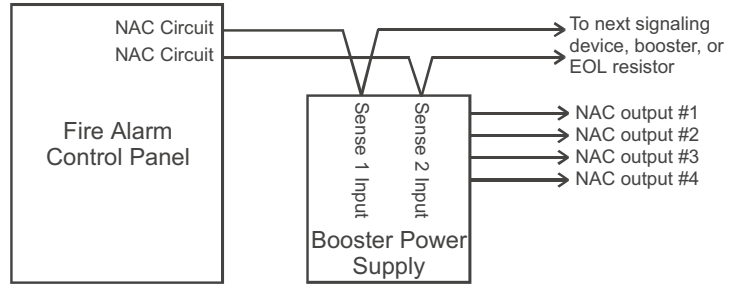 NAC Circuit
NAC Circuit
Fire Alarm
Control Panel
To next signaling
device, booster, or
EOL resistor
Sense 1 Input
Sense 2 Input
NAC output #1
NAC output #2
NAC output #3
NAC output #4
Booster Power
Supply